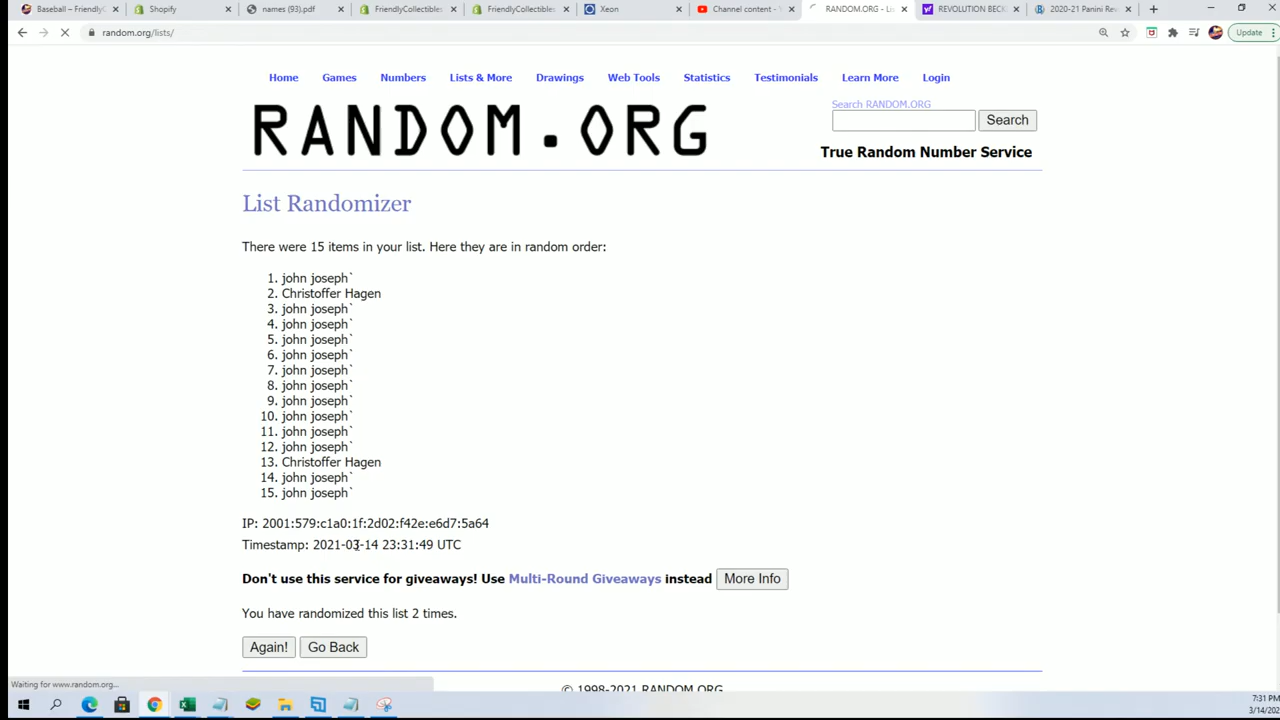 Baseball – FriendlyC
Shopify
names (93).pdf
FriendlyCollectibles
FriendlyCollectibles
Xeon
Channel content - Y
RANDOM.ORG - Lis
REVOLUTION BECK
2020-21 Panini Rev
random.org/lists/
Update
Home Games Numbers Lists & More Drawings Web Tools Statistics Testimonials Learn More Login
RANDOM.ORG
Search RANDOM.ORG
Search
True Random Number Service
List Randomizer
There were 15 items in your list. Here they are in random order:
1. john joseph`
2. Christoffer Hagen
3. john joseph`
4. john joseph`
5. john joseph`
6. john joseph`
7. john joseph`
8. john joseph`
9. john joseph`
10. john joseph`
11. john joseph`
12. john joseph`
13. Christoffer Hagen
14. john joseph`
15. john joseph`
IP: 2001:579:c1a0:1f:2d02:f42e:e6d7:5a64
Timestamp: 2021-03-14 23:31:49 UTC
Don't use this service for giveaways! Use Multi-Round Giveaways instead More Info
You have randomized this list 2 times.
Again! Go Back
© 1998-2021 RANDOM.ORG
Waiting for www.random.org...
7:31 PM
3/14/202